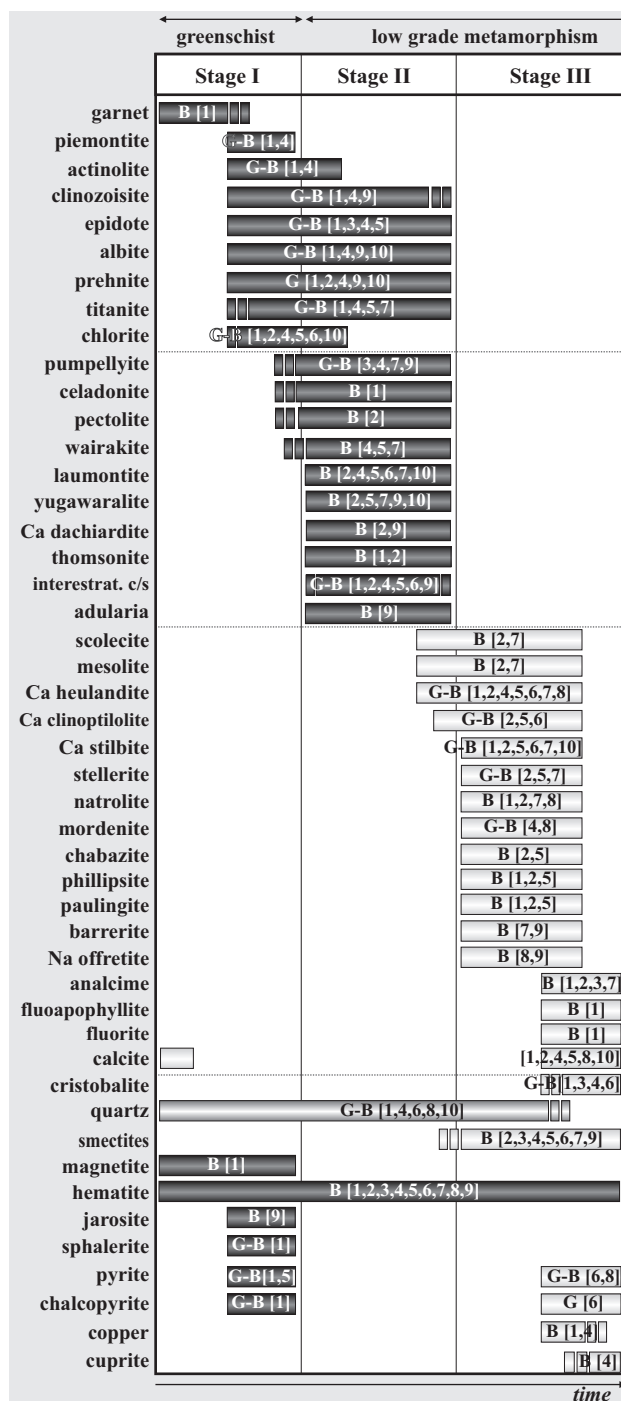 greenschist low grade metamorphism
Stage I Stage II Stage III
garnet B [1]
piemontite G-B [1,4]
actinolite G-B [1,4]
clinozoisite G-B [1,4,9]
epidote G-B [1,3,4,5]
albite G-B [1,4,9,10]
prehnite G [1,2,4,9,10]
titanite G-B [1,4,5,7]
chlorite G-B [1,2,4,5,6,10]
pumpellyite G-B [3,4,7,9]
celadonite B [1]
pectolite B [2]
wairakite B [4,5,7]
laumontite B [2,4,5,6,7,10]
yugawaralite B [2,5,7,9,10]
Ca dachiardite B [2,9]
thomsonite B [1,2]
interestrat. c/s G-B [1,2,4,5,6,9]
adularia B [9]
scolecite B [2,7]
mesolite B [2,7]
Ca heulandite G-B [1,2,4,5,6,7,8]
Ca clinoptilolite G-B [2,5,6]
Ca stilbite G-B [1,2,5,6,7,10]
stellerite G-B [2,5,7]
natrolite B [1,2,7,8]
mordenite G-B [4,8]
chabazite B [2,5]
phillipsite B [1,2,5]
paulingite B [1,2,5]
barrerite B [7,9]
Na offretite B [8,9]
analcime B [1,2,3,7]
fluoapophyllite B [1]
fluorite B [1]
calcite [1,2,4,5,8,10]
cristobalite G-B[1,3,4,6]
quartz G-B [1,4,6,8,10]
smectites B [2,3,4,5,6,7,9]
magnetite B [1]
hematite B [1,2,3,4,5,6,7,8,9]
jarosite B [9]
sphalerite G-B [1]
pyrite G-B[1,5] G-B [6,8]
chalcopyrite G-B [1] G [6]
copper B [1,4]
cuprite B [4]
time